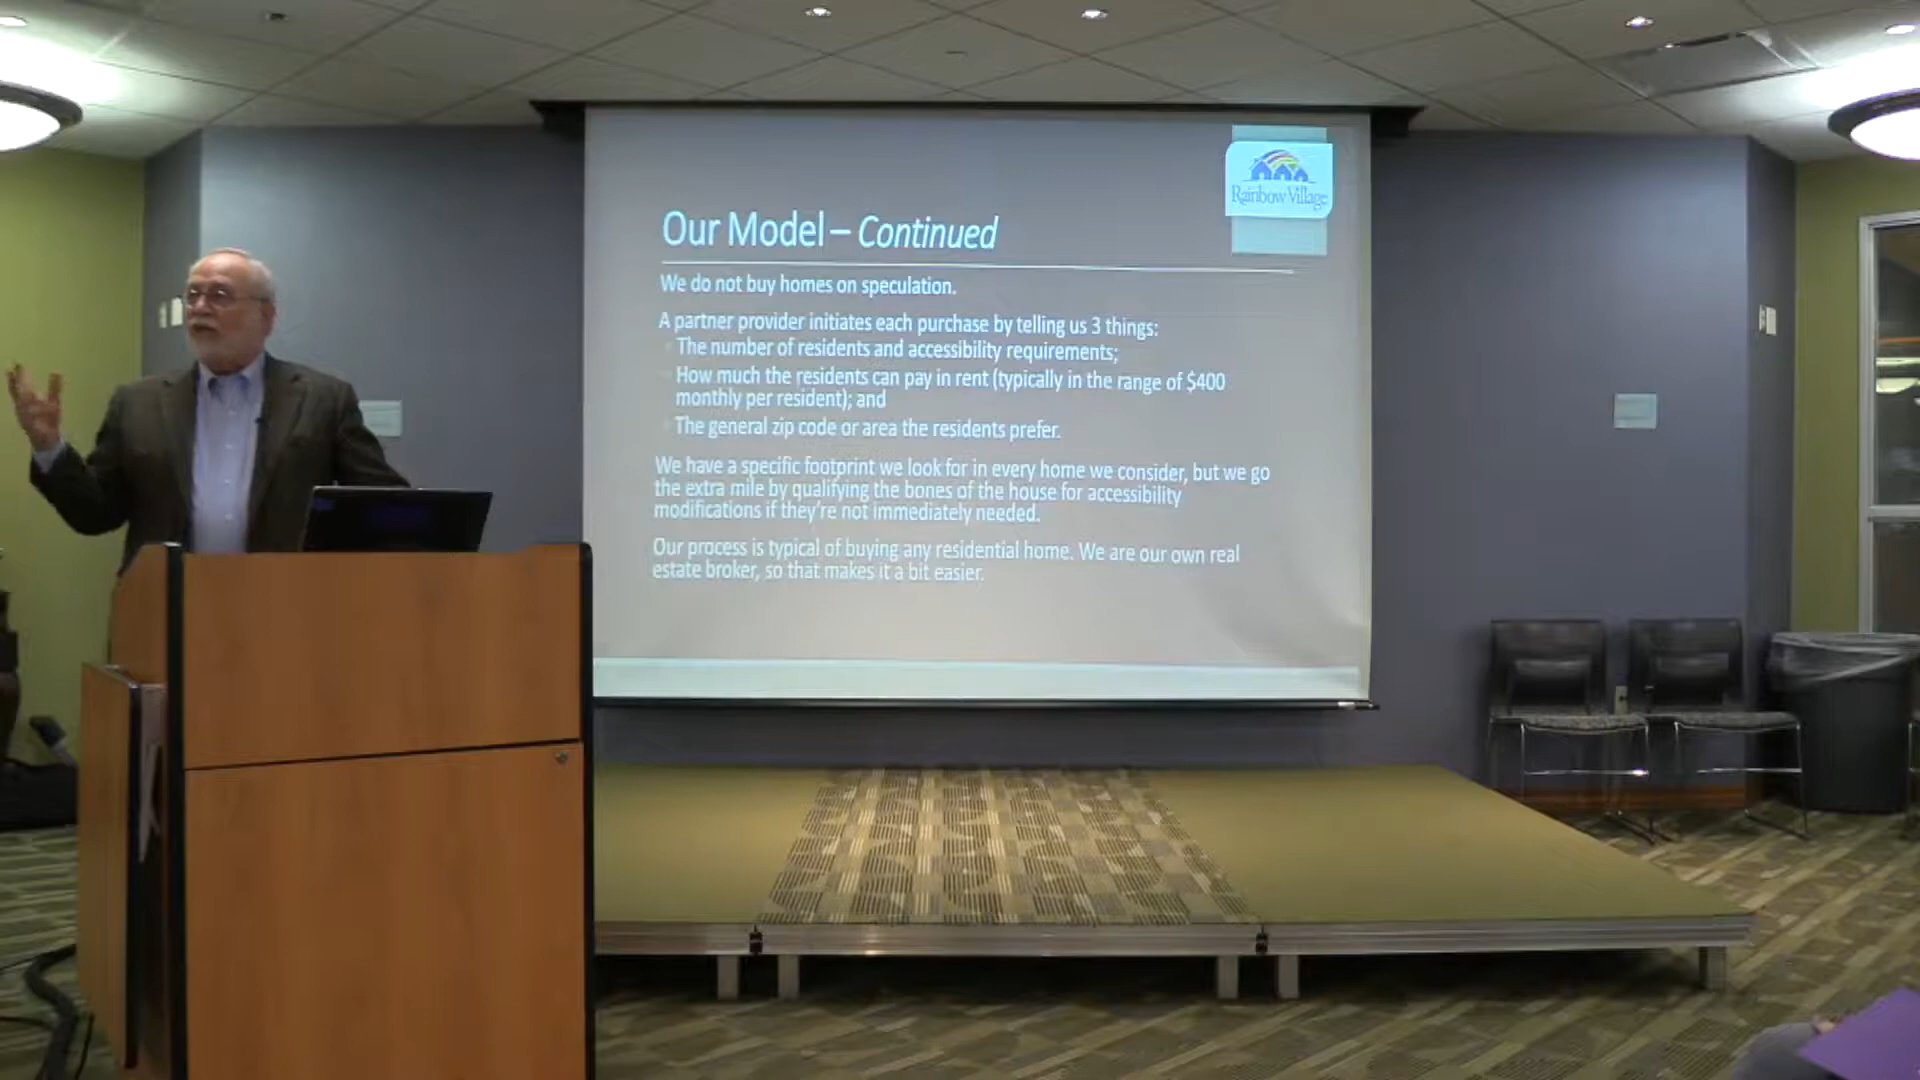 Rainbow Village
Our Model – Continued
We do not buy homes on speculation.
A partner provider initiates each purchase by telling us 3 things:
The number of residents and accessibility requirements;
How much the residents can pay in rent (typically in the range of $400
monthly per resident); and
The general zip code or area the residents prefer.
We have a specific footprint we look for in every home we consider, but we go
the extra mile by qualifying the bones of the house for accessibility
modifications if they're not immediately needed.
Our process is typical of buying any residential home. We are our own real
estate broker, so that makes it a bit easier.